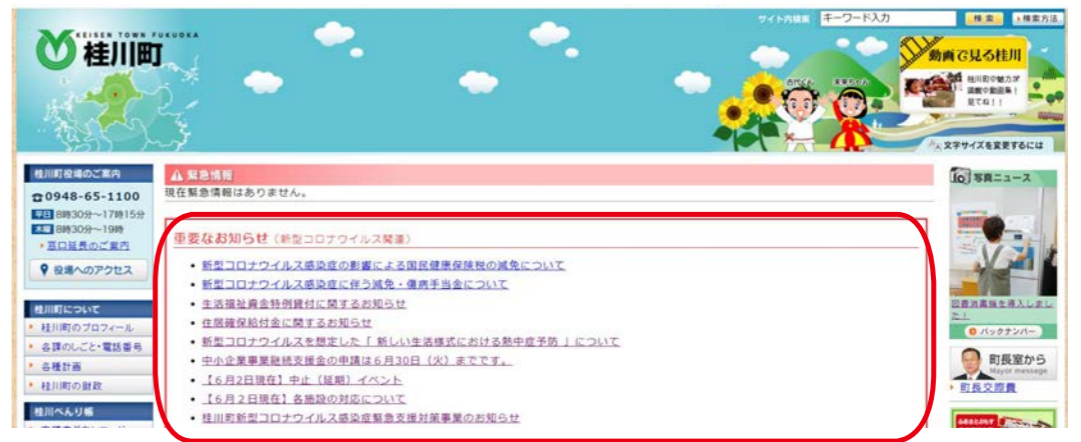 KEISEN TOWN FUKUOKA
桂川町
サイト内検索 キーワード入力 検索 検索方法
動画で見る桂川
桂川町の魅力が
満載の動画集!
見てね!!
文字サイズを変更するには
桂川町役場のご案内
☎0948-65-1100
平日 8時30分~17時15分
木曜 8時30分~19時
窓口延長のご案内
役場へのアクセス
桂川町について
桂川町のプロフィール
各課のしごと・電話番号
各種計画
桂川町の財政
桂川べんり帳
緊急情報
現在緊急情報はありません。
重要なお知らせ(新型コロナウイルス関連)
• 新型コロナウイルス感染症の影響による国民健康保険税の減免について
• 新型コロナウイルス感染症に伴う減免・傷病手当金について
• 生活福祉資金特例貸付に関するお知らせ
• 住居確保給付金に関するお知らせ
• 新型コロナウイルスを想定した「 新しい生活様式における熱中症予防 」について
• 中小企業事業継続支援金の申請は6月30日(火)までです。
• 【6月2日現在】中止(延期)イベント
• 【6月2日現在】各施設の対応について
• 桂川町新型コロナウイルス感染症緊急支援対策事業のお知らせ
写真ニュース
図書消毒機を導入しまし
た!
バックナンバー
町長室から
Mayor messege
町長交際費